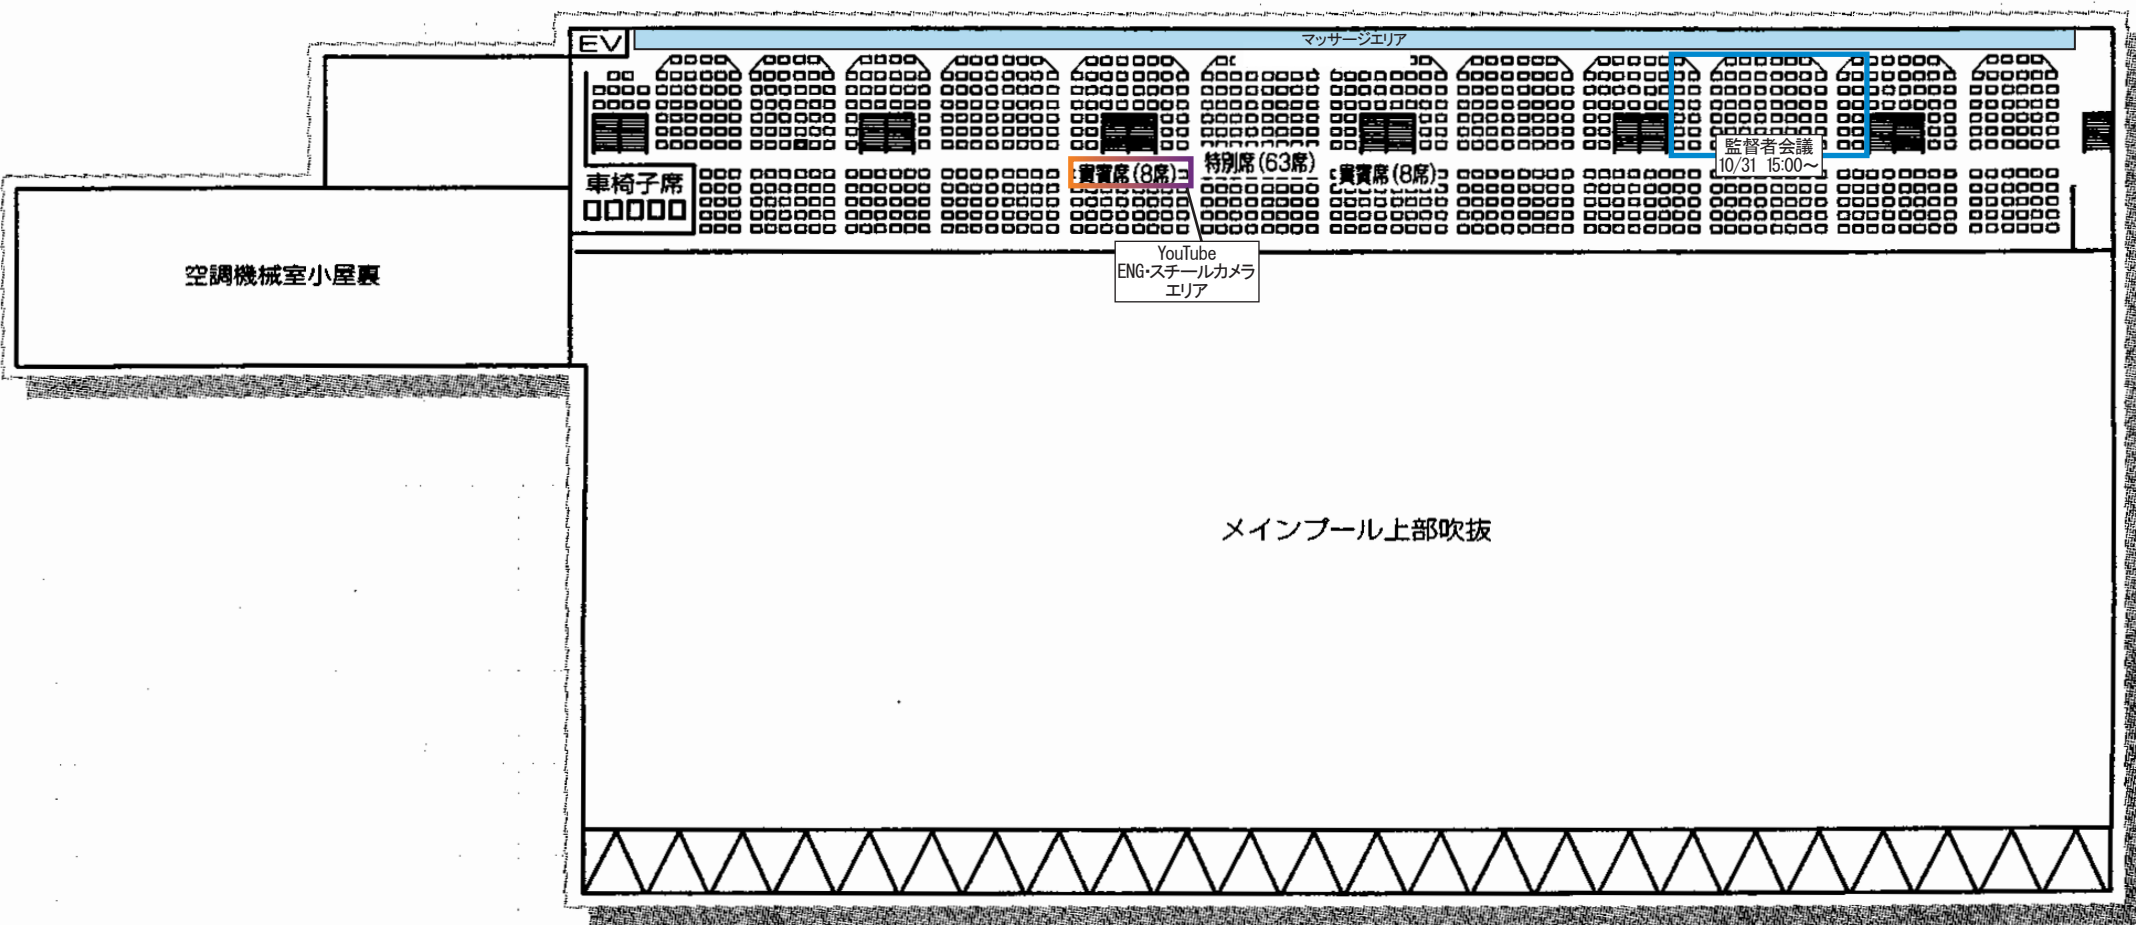 EV
マッサージエリア
車椅子席
貴賓席(8席)
特別席(63席)
貴賓席(8席)
監督者会議
10/31 15:00～
YouTube
ENG・スチールカメラ
エリア
空調機械室小屋裏
メインプール上部吹抜